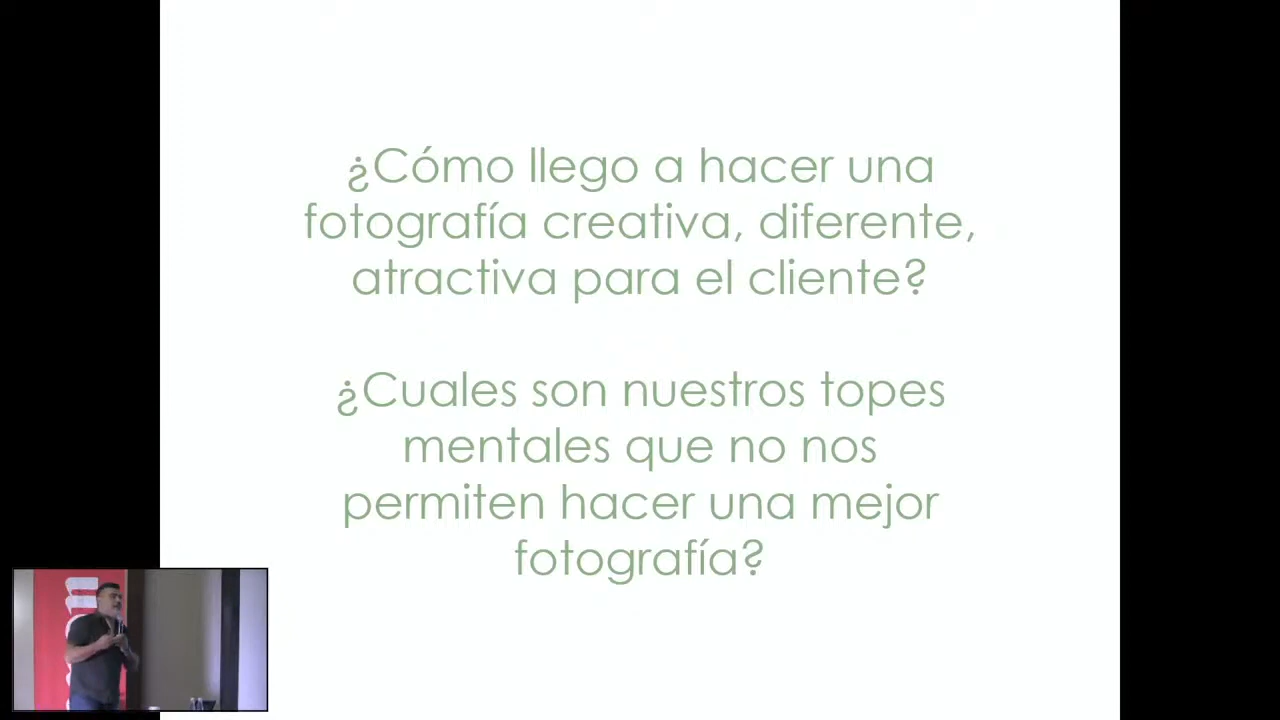 ¿Cómo llego a hacer una
fotografía creativa, diferente,
atractiva para el cliente?
¿Cuales son nuestros topes
mentales que no nos
permiten hacer una mejor
fotografía?